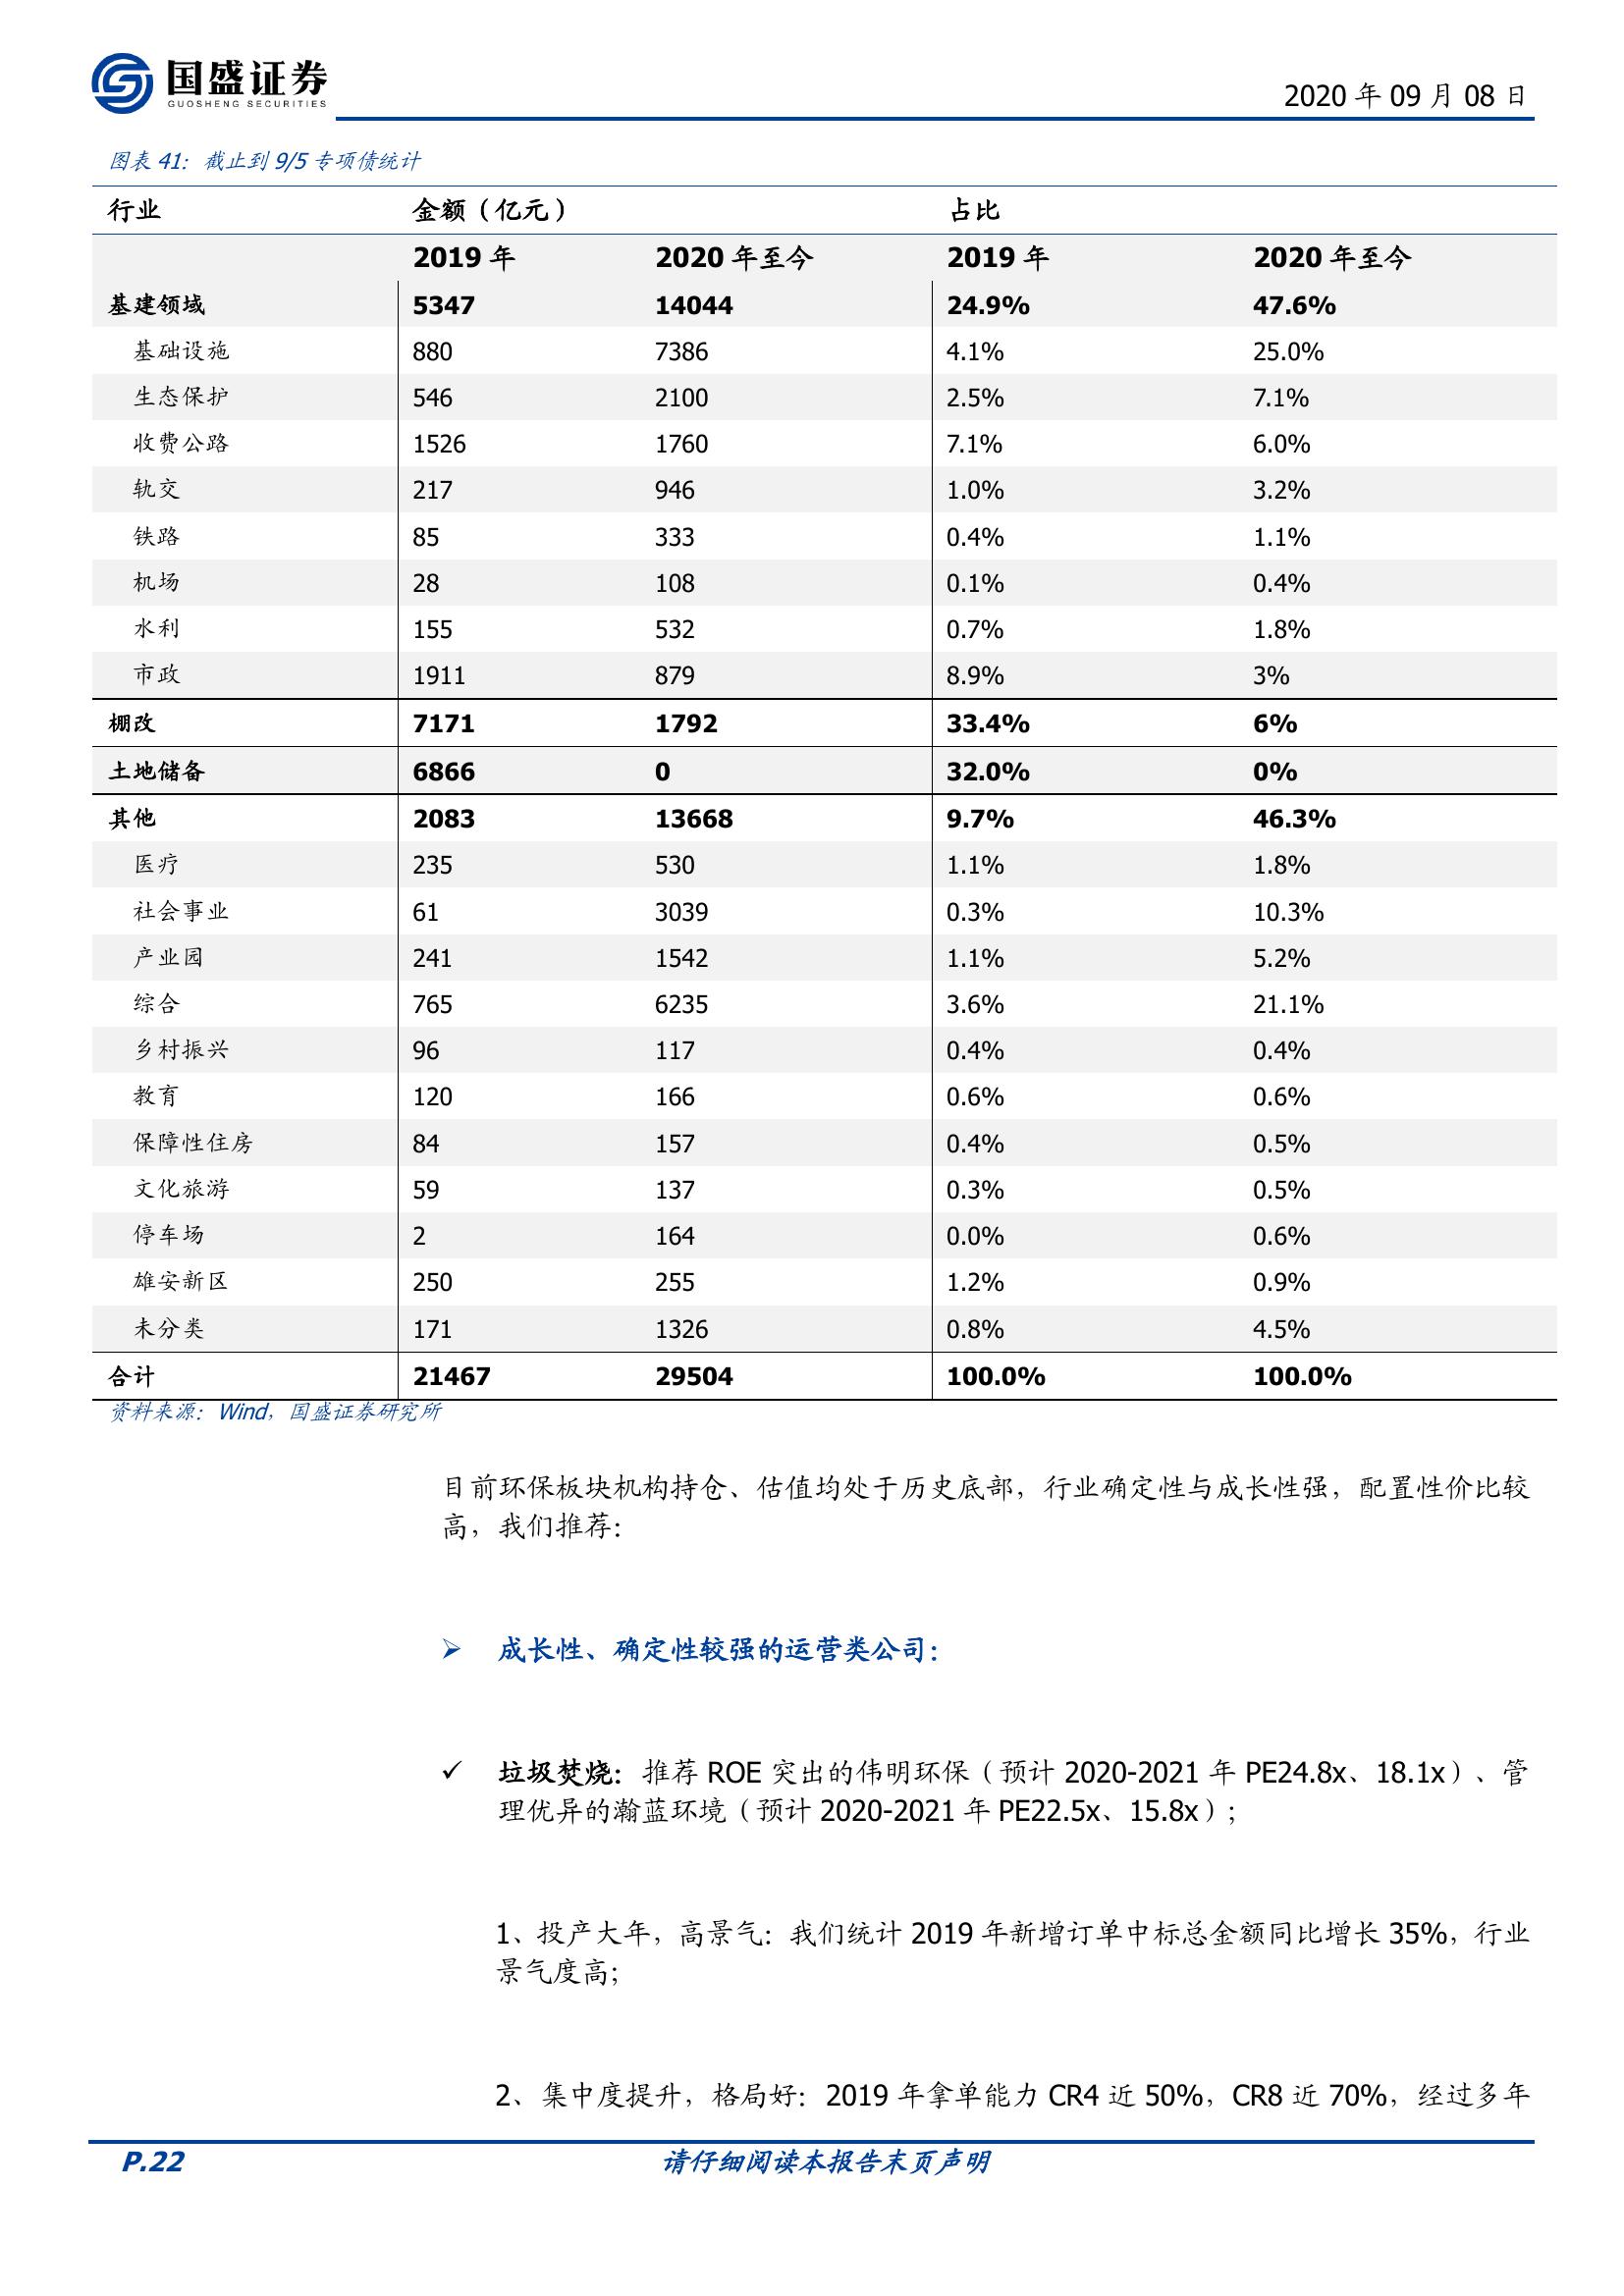 国盛证券
GUOSHENG SECURITIES
2020 年 09 月 08 日
图表 41：截止到 9/5 专项债统计
行业 金额（亿元） 占比
2019 年 2020 年至今 2019 年 2020 年至今
基建领域 5347 14044 24.9% 47.6%
基础设施 880 7386 4.1% 25.0%
生态保护 546 2100 2.5% 7.1%
收费公路 1526 1760 7.1% 6.0%
轨交 217 946 1.0% 3.2%
铁路 85 333 0.4% 1.1%
机场 28 108 0.1% 0.4%
水利 155 532 0.7% 1.8%
市政 1911 879 8.9% 3%
棚改 7171 1792 33.4% 6%
土地储备 6866 0 32.0% 0%
其他 2083 13668 9.7% 46.3%
医疗 235 530 1.1% 1.8%
社会事业 61 3039 0.3% 10.3%
产业园 241 1542 1.1% 5.2%
综合 765 6235 3.6% 21.1%
乡村振兴 96 117 0.4% 0.4%
教育 120 166 0.6% 0.6%
保障性住房 84 157 0.4% 0.5%
文化旅游 59 137 0.3% 0.5%
停车场 2 164 0.0% 0.6%
雄安新区 250 255 1.2% 0.9%
未分类 171 1326 0.8% 4.5%
合计 21467 29504 100.0% 100.0%
资料来源：Wind，国盛证券研究所
目前环保板块机构持仓、估值均处于历史底部，行业确定性与成长性强，配置性价比较
高，我们推荐：
➢ 成长性、确定性较强的运营类公司：
✓ 垃圾焚烧：推荐 ROE 突出的伟明环保（预计 2020-2021 年 PE24.8x、18.1x）、管
理优异的瀚蓝环境（预计 2020-2021 年 PE22.5x、15.8x）；
1、投产大年，高景气：我们统计 2019 年新增订单中标总金额同比增长 35%，行业
景气度高；
2、集中度提升，格局好：2019 年拿单能力 CR4 近 50%，CR8 近 70%，经过多年
P.22 请仔细阅读本报告末页声明